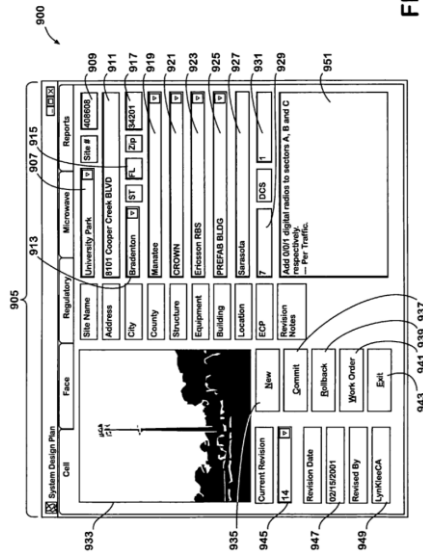 900
905
System Design Plan
Cell
Face
Regulatory
Microwave
Reports
907
915
909
911
913
917
919
921
923
925
927
931
929
951
933
Site Name
University Park
Site #
408608
Address
8101 Cooper Creek BLVD
City
Bradenton
ST
FL
Zip
34201
County
Manatee
Structure
CROWN
Equipment
Ericsson RBS
Building
PREFAB BLDG
Location
Sarasota
ECP
7
DCS
1
Revision
Notes
Add 0/0/1 digital radios to sectors A, B and C
respectively.
— Per Traffic.
Current Revision
14
Revision Date
02/15/2001
Revised By
LynKleeCA
New
Commit
Rollback
Work Order
Exit
935
945
947
949
937
939
941
943